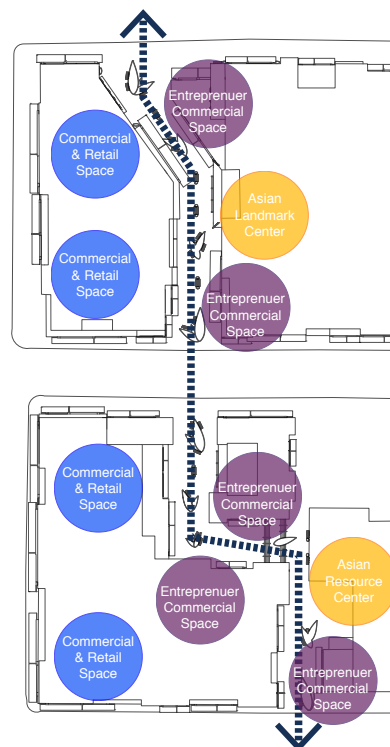 Entreprenuer
Commercial
Space
Commercial
& Retail
Space
Asian
Landmark
Center
Commercial
& Retail
Space
Entreprenuer
Commercial
Space
Commercial
& Retail
Space
Entreprenuer
Commercial
Space
Asian
Resource
Center
Entreprenuer
Commercial
Space
Commercial
& Retail
Space
Entreprenuer
Commercial
Space